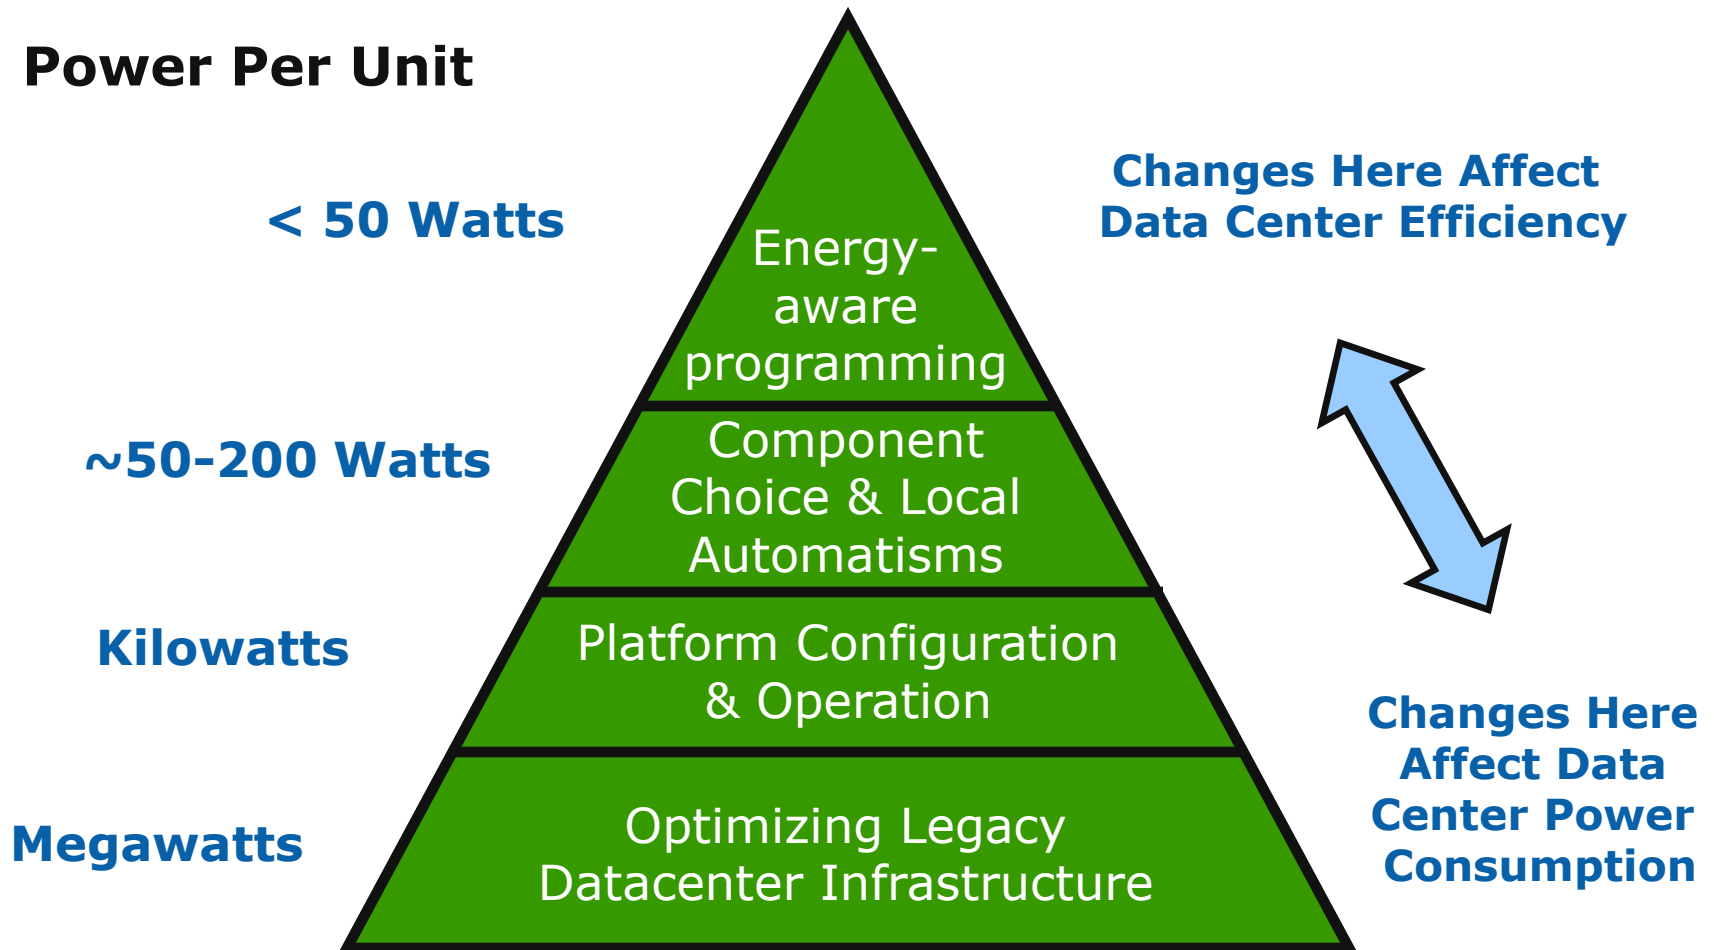 Power Per Unit
< 50 Watts
~50-200 Watts
Kilowatts
Megawatts
Energy-
aware
programming
Component
Choice & Local
Automatisms
Platform Configuration
& Operation
Optimizing Legacy
Datacenter Infrastructure
Changes Here Affect
Data Center Efficiency
Changes Here
Affect Data
Center Power
Consumption